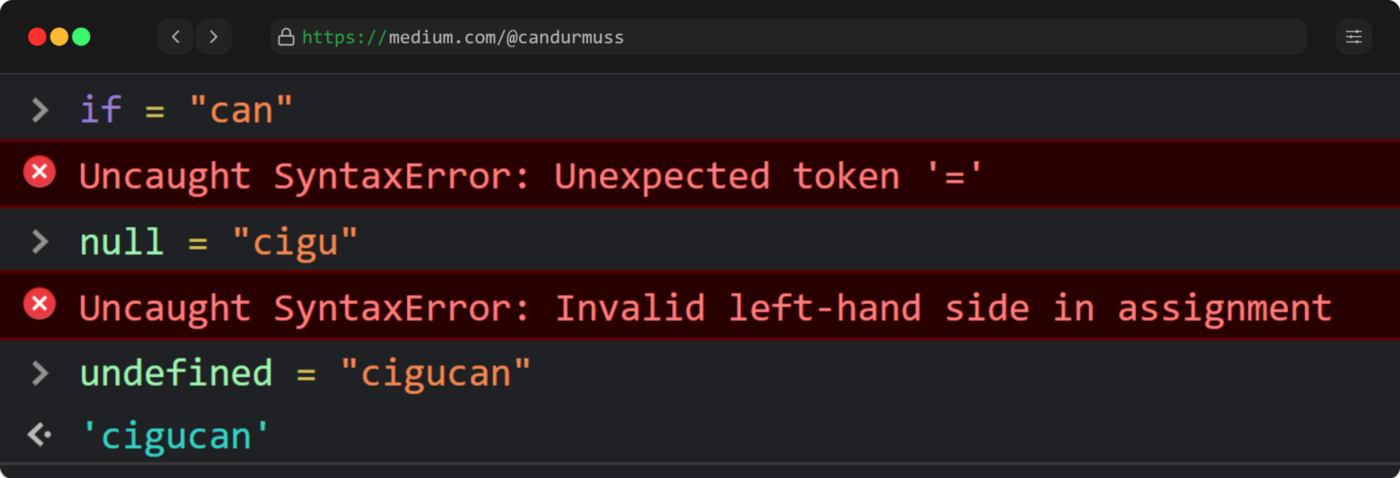 https://medium.com/@candurmuss
if = "can"
Uncaught SyntaxError: Unexpected token '='
null = "cigu"
Uncaught SyntaxError: Invalid left-hand side in assignment
undefined = "cigucan"
'cigucan'